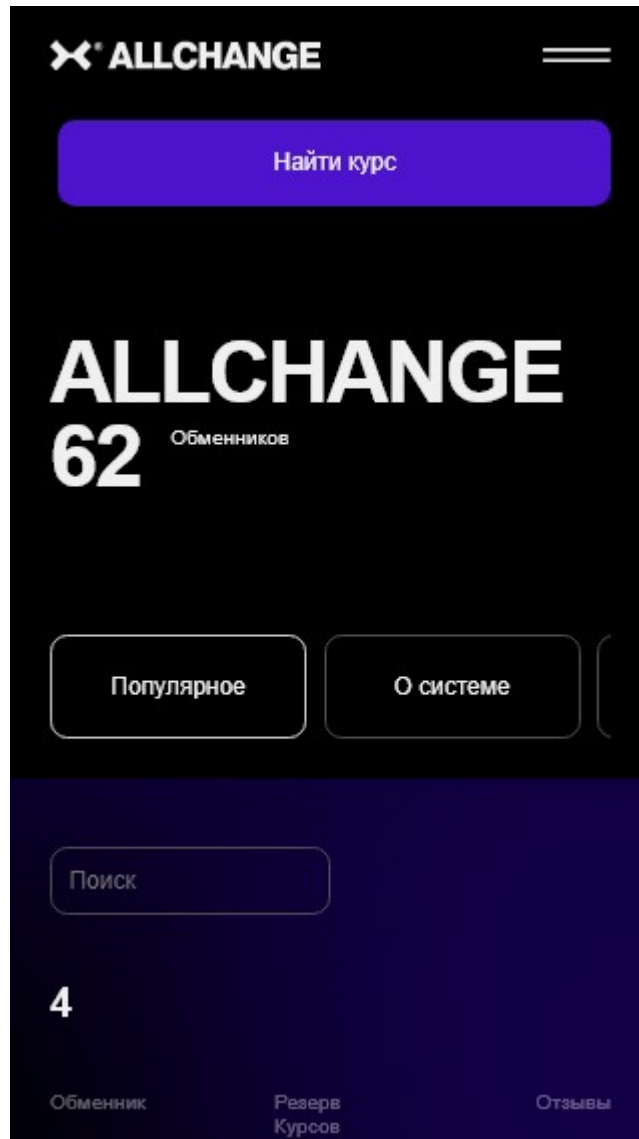 ALLCHANGE
Найти курс
ALLCHANGE
62 Обменников
Популярное О системе
Поиск
4
Обменник Резерв Отзывы
Курсов